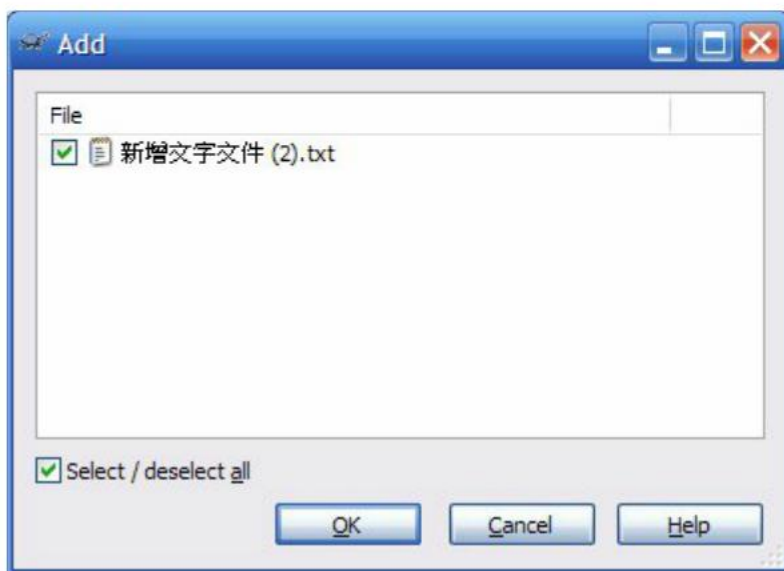 Add
File
新增文字文件 (2).txt
Select / deselect all
OK
Cancel
Help